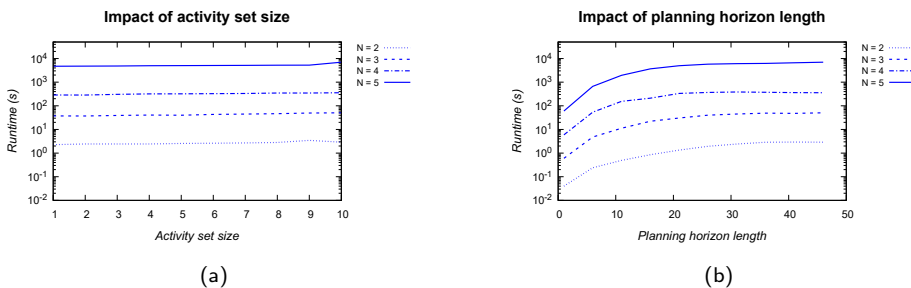 Impact of activity set size
Runtime (s)
10^4
10^3
10^2
10^1
10^0
10^-1
10^-2
1 2 3 4 5 6 7 8 9 10
Activity set size
N = 2
N = 3
N = 4
N = 5
(a)
Impact of planning horizon length
Runtime (s)
10^4
10^3
10^2
10^1
10^0
10^-1
10^-2
0 10 20 30 40 50
Planning horizon length
N = 2
N = 3
N = 4
N = 5
(b)